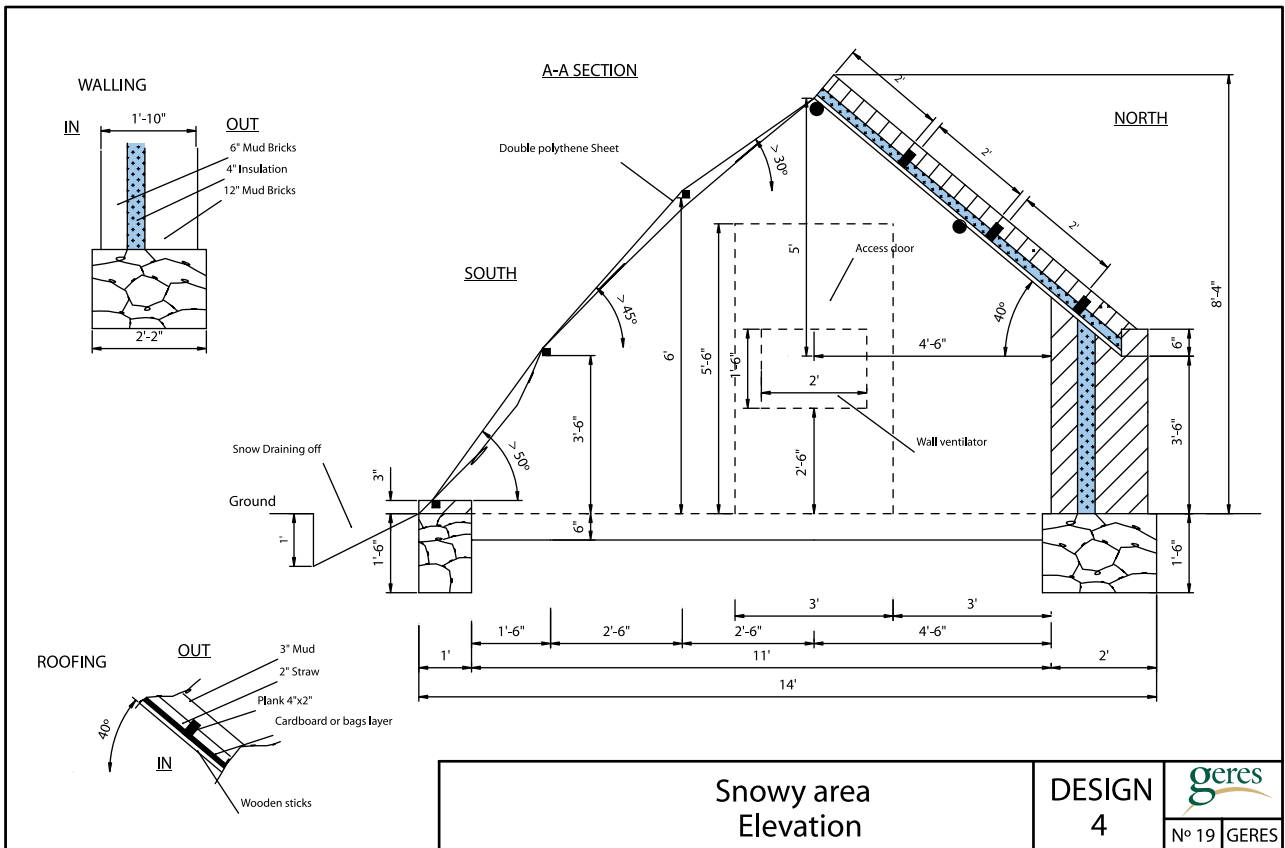 A-A SECTION
WALLING
IN
1'-10"
OUT
6" Mud Bricks
4" Insulation
12" Mud Bricks
2'-2"
NORTH
2'
2'
2'
Double polythene Sheet
> 30º
SOUTH
Access door
5'
8'-4"
> 45º
40º
6'
5'-6"
1'-6"
2'
4'-6"
6"
3'-6"
Wall ventilator
2'-6"
3'-6"
Snow Draining off
> 50º
3"
Ground
1'
1'-6"
6"
1'-6"
3'
3'
1'-6"
2'-6"
2'-6"
4'-6"
1'
11'
2'
14'
ROOFING
OUT
3" Mud
2" Straw
Plank 4"x2"
Cardboard or bags layer
40º
IN
Wooden sticks
Snowy area
Elevation
DESIGN
4
geres
Nº 19
GERES